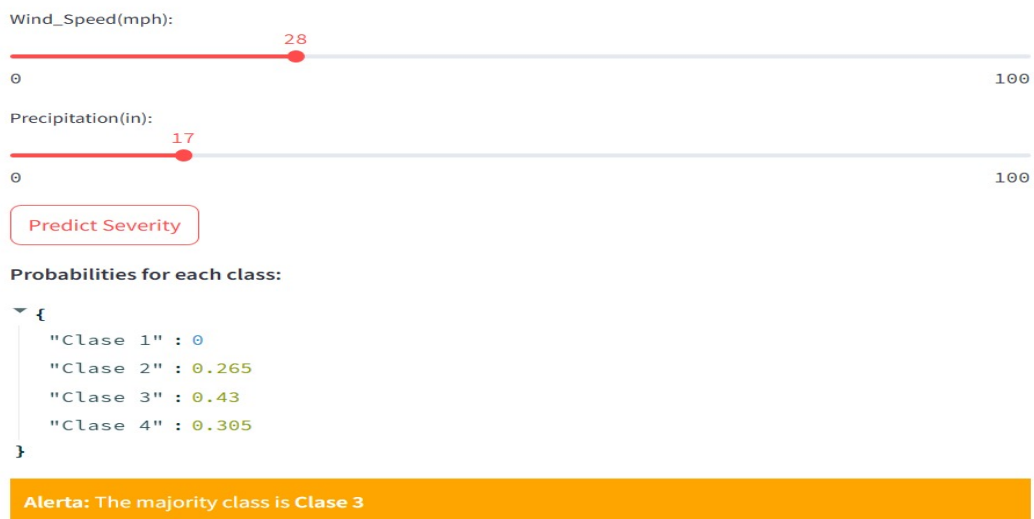 Wind_Speed(mph):
28
0 100
Precipitation(in):
17
0 100
Predict Severity
Probabilities for each class:
{
"Clase 1" : 0
"Clase 2" : 0.265
"Clase 3" : 0.43
"Clase 4" : 0.305
}
Alerta: The majority class is Clase 3